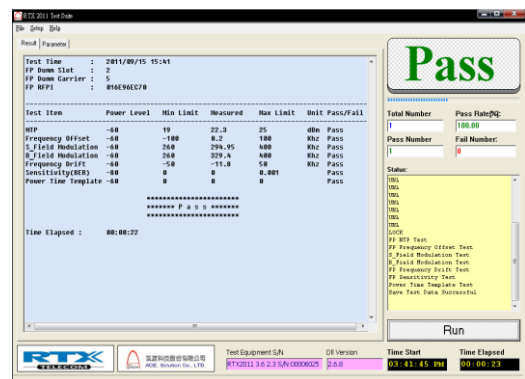 RTX 2011 Test Suite
File Setup Help
Result Parameter
Test Time : 2011/09/15 15:41
FP Dumm Slot : 2
FP Dumm Carrier : 5
FP RFPI : 016E96EC70
Test Item Power Level Min Limit Measured Max Limit Unit Pass/Fail
NTP -60 19 22.3 25 dBm Pass
Frequency Offset -60 -100 8.2 100 Khz Pass
S_Field Modulation -60 260 294.95 400 Khz Pass
B_Field Modulation -60 260 329.4 400 Khz Pass
Frequency Drift -60 -50 -11.8 50 Khz Pass
Sensitivity(BER) -80 0 0 0.001 Pass
Power Time Template -60 0 0 0 Pass
***********************
******* P a s s *******
***********************
Time Elapsed : 00:00:22
Pass
Total Number Pass Rate[%]:
1 100.00
Pass Number Fail Number:
1 0
Status:
UNL
UNL
UNL
UNL
UNL
UNL
UNL
LOCK
FP NTP Test
FP Frequency Offset Test
S_Field Modulation Test
B_Field Modulation Test
FP Frequency Drift Test
FP Sensitivity Test
Power Time Template Test
Save Test Data Successful
Run
RTX
TELECOM
AOE Solution Co., LTD.
Test Equipment S/N Dll Version
RTX2011 3.6.2.3 S/N:00006025 2.6.8
Time Start Time Elapsed
03:41:45 PM 00:00:23